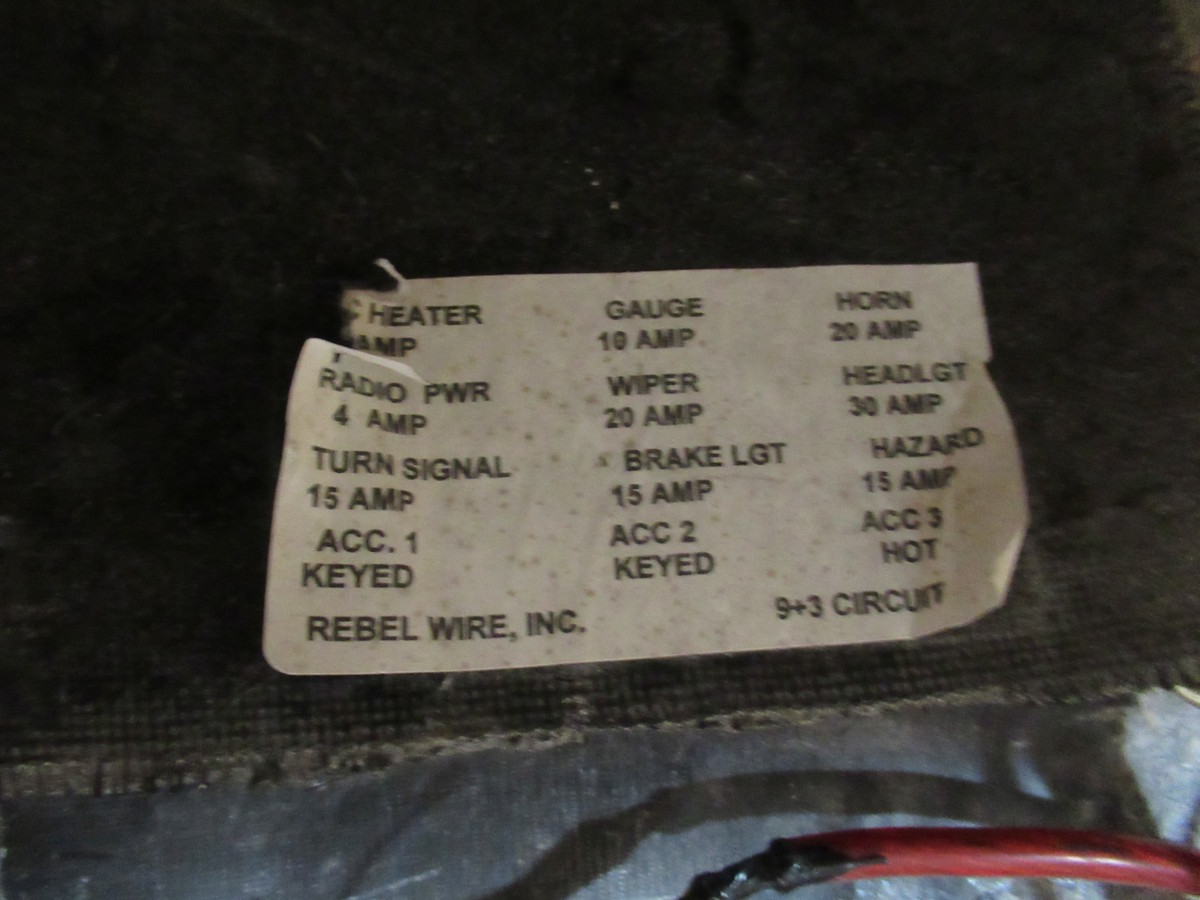 HEATER GAUGE HORN
AMP 10 AMP 20 AMP
RADIO PWR WIPER HEADLGT
4 AMP 20 AMP 30 AMP
TURN SIGNAL BRAKE LGT HAZARD
15 AMP 15 AMP 15 AMP
ACC. 1 ACC 2 ACC 3
KEYED KEYED HOT
REBEL WIRE, INC. 9+3 CIRCUIT